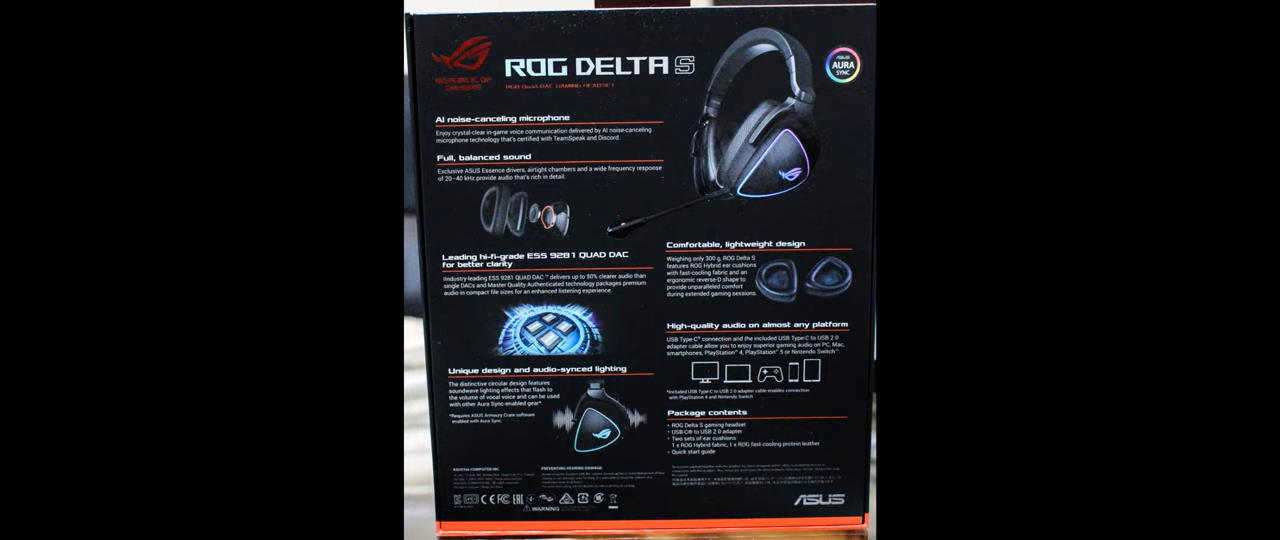 REPUBLIC OF
GAMERS
ROG DELTA S
RGB Quad DAC GAMING HEADSET
ASUS
AURA
SYNC
AI noise-canceling microphone
Enjoy crystal-clear in-game voice communication delivered by AI noise-canceling
microphone technology that's certified with TeamSpeak and Discord.
Full, balanced sound
Exclusive ASUS Essence drivers, airtight chambers and a wide frequency response
of 20–40 kHz provide audio that's rich in detail.
Leading hi-fi-grade ESS 9281 QUAD DAC
for better clarity
Industry-leading ESS 9281 QUAD DAC™ delivers up to 50% clearer audio than
single DACs and Master Quality Authenticated technology packages premium
audio in compact file sizes for an enhanced listening experience.
Unique design and audio-synced lighting
The distinctive circular design features
soundwave lighting effects that flash to
the volume of vocal voice and can be used
with other Aura Sync-enabled gear*.
*Requires ASUS Armoury Crate software
enabled with Aura Sync
Comfortable, lightweight design
Weighing only 300 g, ROG Delta S
features ROG Hybrid ear cushions
with fast-cooling fabric and an
ergonomic reverse-D shape to
provide unparalleled comfort
during extended gaming sessions.
High-quality audio on almost any platform
USB Type-C® connection and the included USB Type-C to USB 2.0
adapter cable allow you to enjoy superior gaming audio on PC, Mac,
smartphones, PlayStation® 4, PlayStation® 5 or Nintendo Switch™.
*Included USB Type-C to USB 2.0 adapter cable enables connection
with PlayStation 4 and Nintendo Switch
Package contents
• ROG Delta S gaming headset
• USB-C® to USB 2.0 adapter
• Two sets of ear cushions:
1 x ROG Hybrid fabric, 1 x ROG fast-cooling protein leather
• Quick start guide
ASUSTeK COMPUTER INC.
PREVENTING HEARING DAMAGE:
WARNING
ASUS